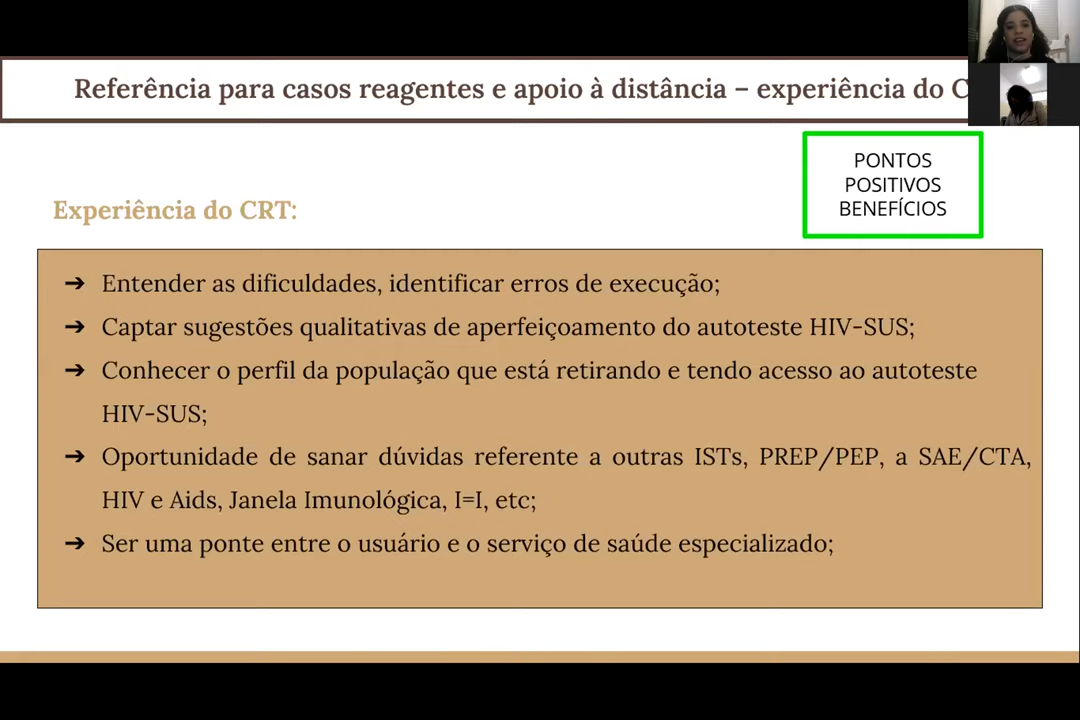 Referência para casos reagentes e apoio à distância – experiência do
PONTOS
POSITIVOS
BENEFÍCIOS
Experiência do CRT:
➔ Entender as dificuldades, identificar erros de execução;
➔ Captar sugestões qualitativas de aperfeiçoamento do autoteste HIV-SUS;
➔ Conhecer o perfil da população que está retirando e tendo acesso ao autoteste
HIV-SUS;
➔ Oportunidade de sanar dúvidas referente a outras ISTs, PREP/PEP, a SAE/CTA,
HIV e Aids, Janela Imunológica, I=I, etc;
➔ Ser uma ponte entre o usuário e o serviço de saúde especializado;